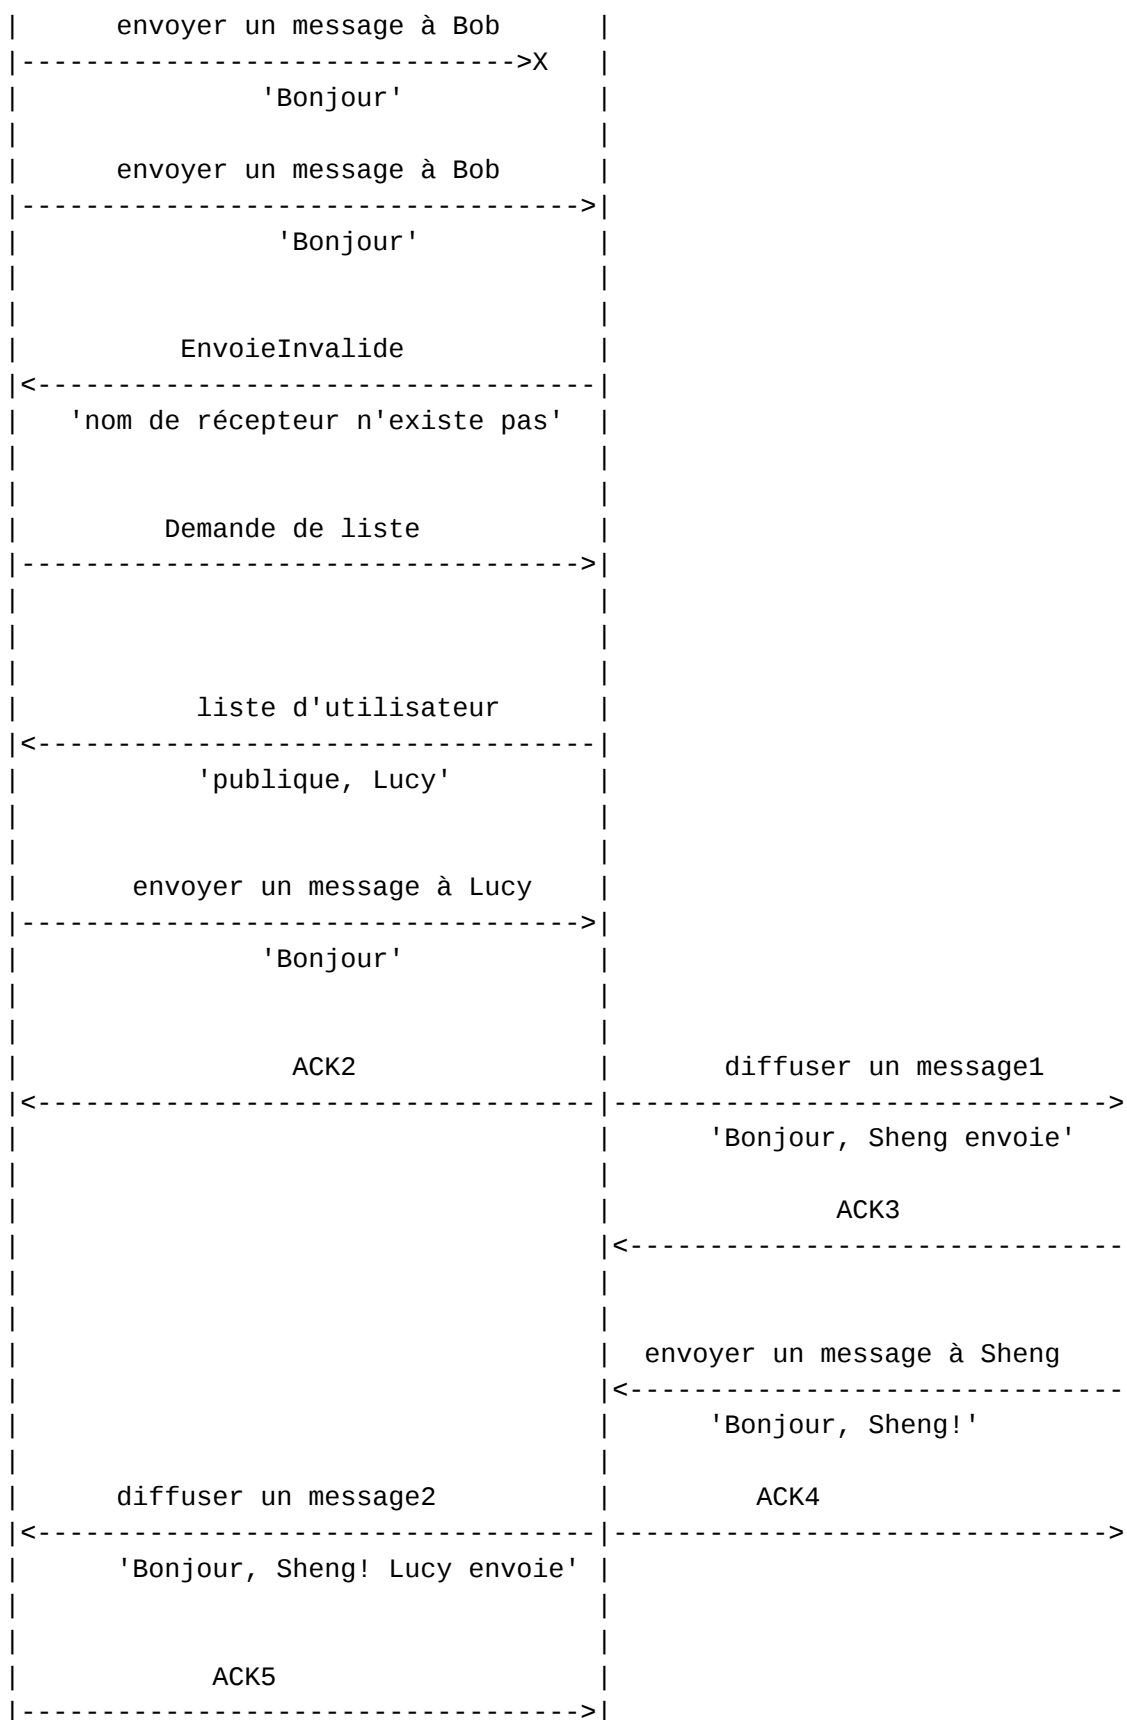 |      envoyer un message à Bob      |
|------------------------------->X   |
|               'Bonjour'            |
|                                    |
|      envoyer un message à Bob      |
|----------------------------------->|
|                'Bonjour'           |
|                                    |
|                                    |
|          EnvoieInvalide            |
|<-----------------------------------|
|   'nom de récepteur n'existe pas'  |
|                                    |
|                                    |
|         Demande de liste           |
|----------------------------------->|
|                                    |
|                                    |
|                                    |
|           liste d'utilisateur      |
|<-----------------------------------|
|           'publique, Lucy'         |
|                                    |
|                                    |
|       envoyer un message à Lucy    |
|----------------------------------->|
|               'Bonjour'            |
|                                    |
|                                    |
|                 ACK2               |       diffuser un message1
|<-----------------------------------|------------------------------->
|                                    |      'Bonjour, Sheng envoie'
|                                    |
|                                    |              ACK3
|                                    |<-------------------------------
|                                    |
|                                    |
|                                    |  envoyer un message à Sheng
|                                    |<-------------------------------
|                                    |      'Bonjour, Sheng!'
|                                    |
|      diffuser un message2          |         ACK4
|<-----------------------------------|------------------------------->
|      'Bonjour, Sheng! Lucy envoie' |
|                                    |
|                                    |
|            ACK5                    |
|----------------------------------->|